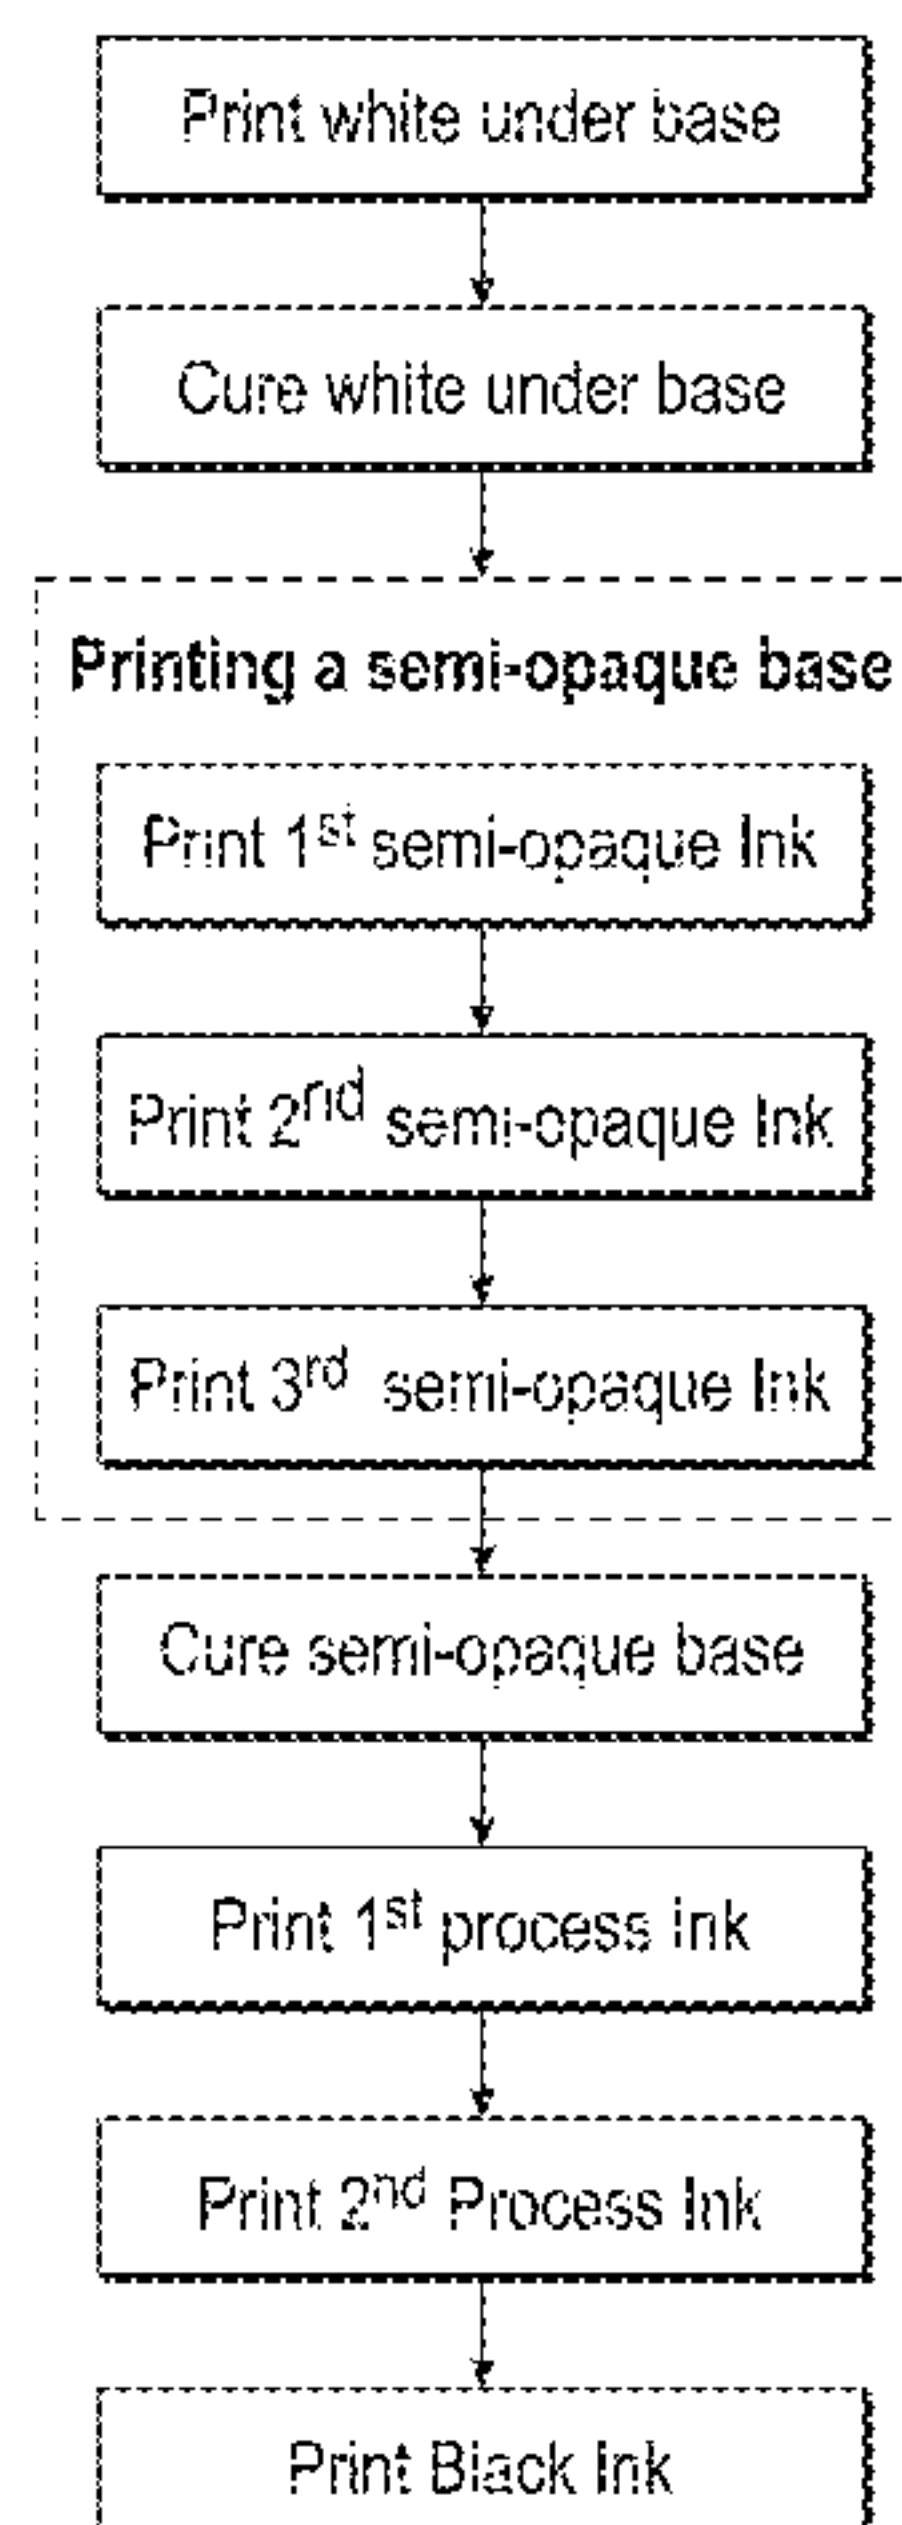 Print white under base
Cure white under base
Printing a semi-opaque base
Print 1st semi-opaque Ink
Print 2nd semi-opaque Ink
Print 3rd semi-opaque Ink
Cure semi-opaque base
Print 1st process ink
Print 2nd Process Ink
Print Black Ink